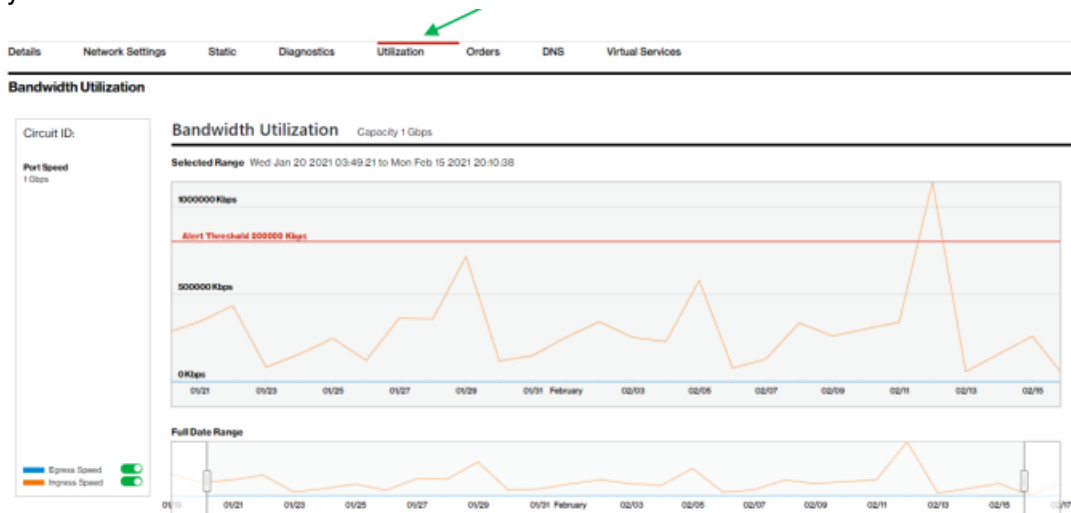 Details Network Settings Static Diagnostics Utilization Orders DNS Virtual Services
Bandwidth Utilization
Circuit ID:
Port Speed
1 Gbps
Bandwidth Utilization Capacity 1 Gbps
Selected Range Wed Jan 20 2021 03:49:21 to Mon Feb 15 2021 20:10:38
1000000 Kbps
Alert Threshold 800000 Kbps
500000 Kbps
0 Kbps
01/21 01/23 01/25 01/27 01/29 01/31 February 02/03 02/05 02/07 02/09 02/11 02/13 02/15
Full Date Range
Egress Speed
Ingress Speed
01/21 01/23 01/25 01/27 01/29 01/31 February 02/03 02/05 02/07 02/09 02/11 02/13 02/15